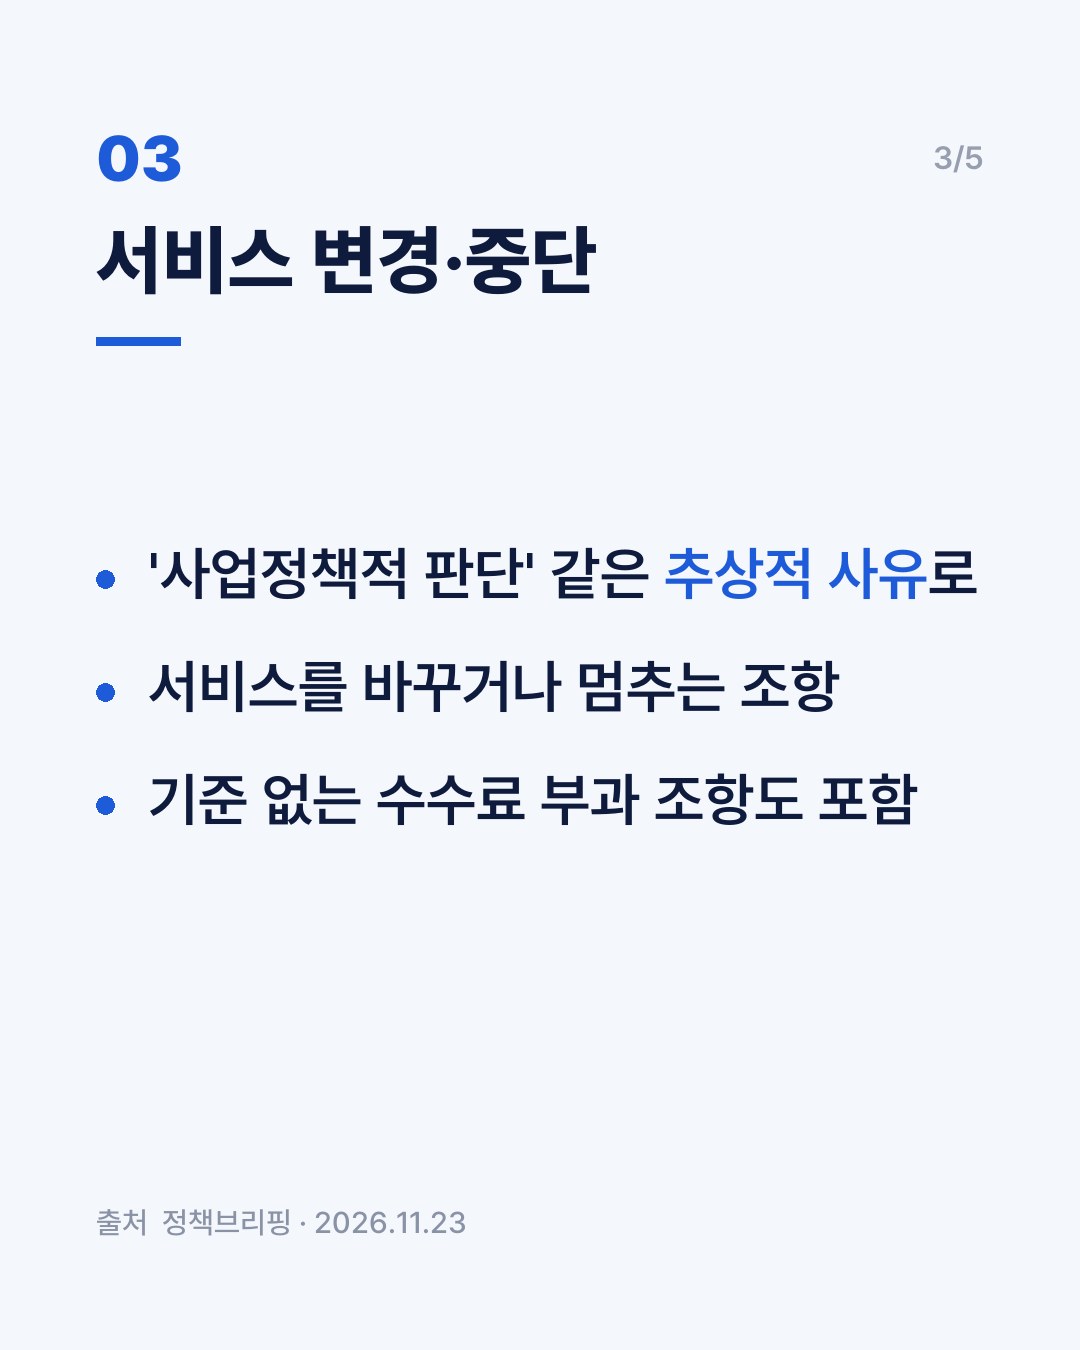 03
3/5
서비스 변경·중단
'사업정책적 판단' 같은 추상적 사유로
서비스를 바꾸거나 멈추는 조항
기준 없는 수수료 부과 조항도 포함
출처 정책브리핑 · 2026.11.23